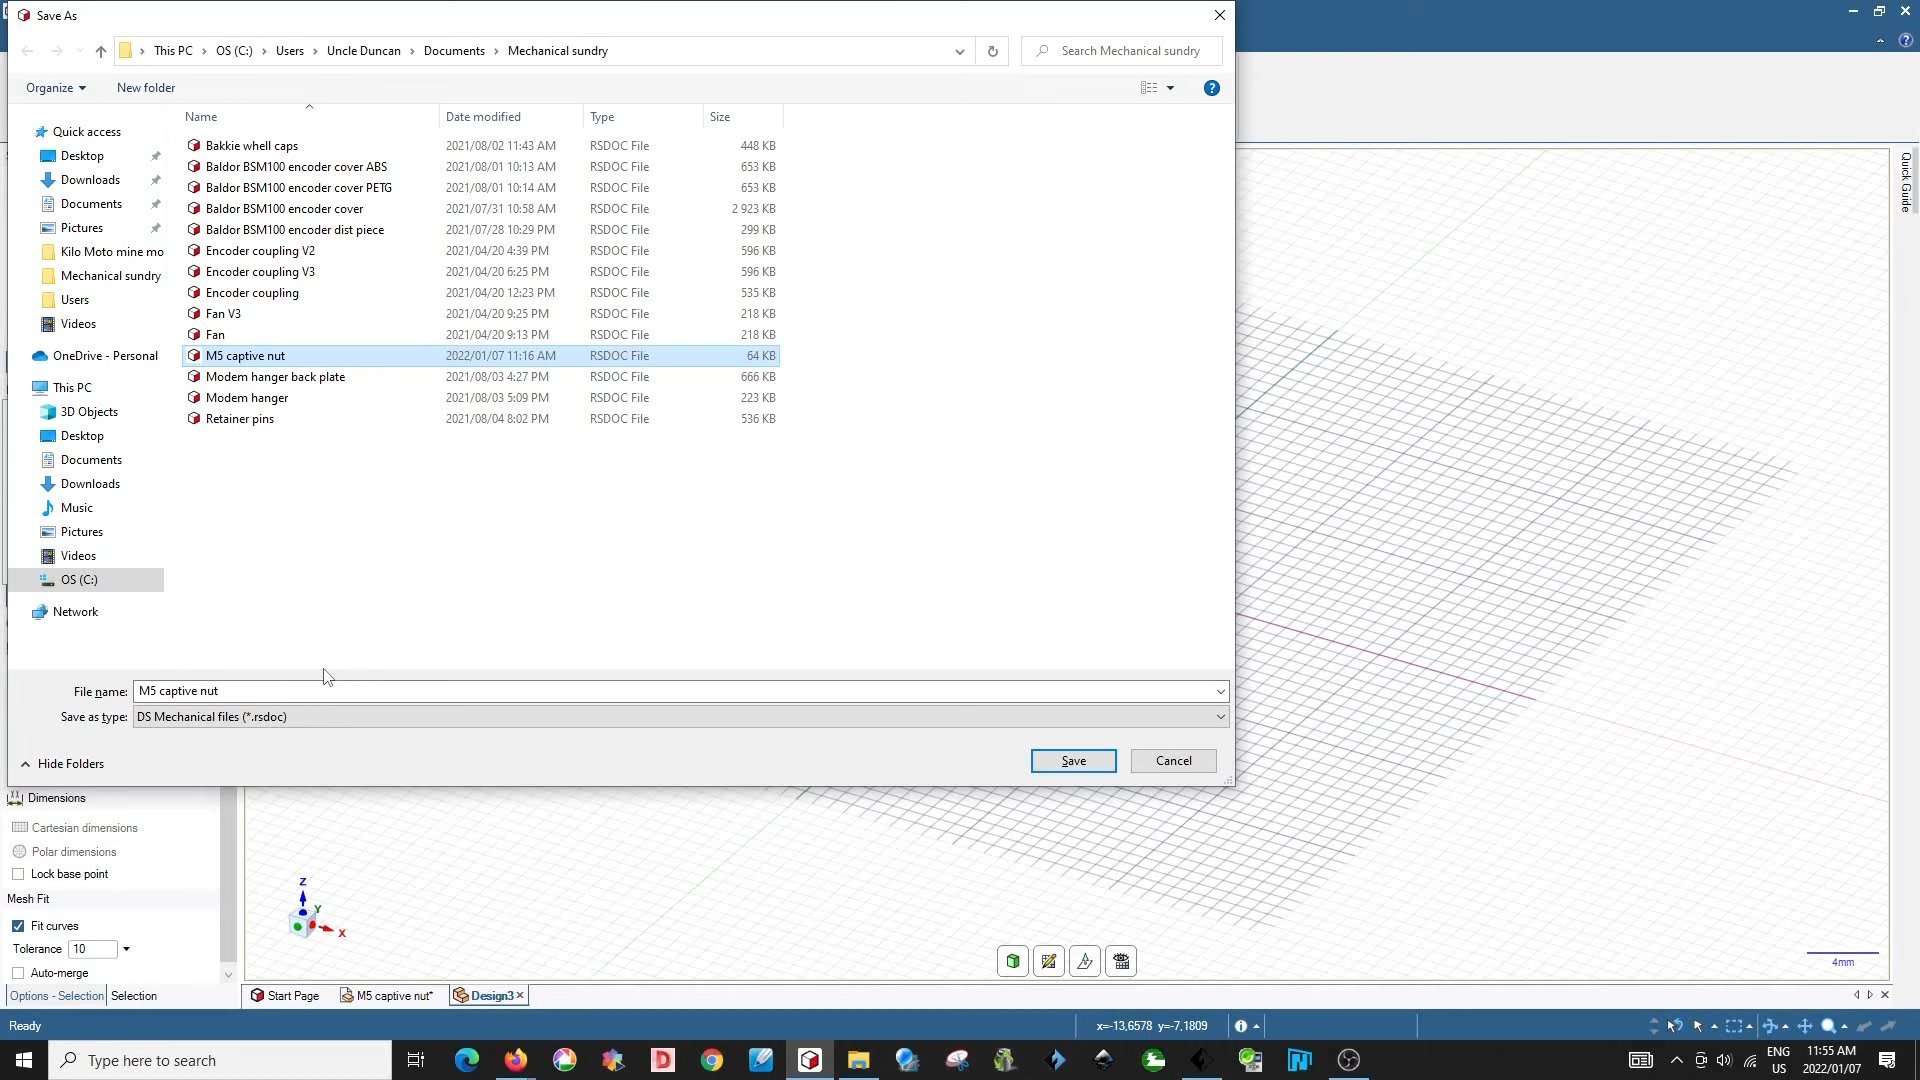 Save As
This PC > OS (C:) > Users > Uncle Duncan > Documents > Mechanical sundry
Search Mechanical sundry
Organize
New folder
Name Date modified Type Size
Bakkie whell caps 2021/08/02 11:43 AM RSDOC File 448 KB
Baldor BSM100 encoder cover ABS 2021/08/01 10:13 AM RSDOC File 653 KB
Baldor BSM100 encoder cover PETG 2021/08/01 10:14 AM RSDOC File 653 KB
Baldor BSM100 encoder cover 2021/07/31 10:58 AM RSDOC File 2 923 KB
Baldor BSM100 encoder dist piece 2021/07/28 10:29 PM RSDOC File 299 KB
Encoder coupling V2 2021/04/20 4:39 PM RSDOC File 596 KB
Encoder coupling V3 2021/04/20 6:25 PM RSDOC File 596 KB
Encoder coupling 2021/04/20 12:23 PM RSDOC File 535 KB
Fan V3 2021/04/20 9:25 PM RSDOC File 218 KB
Fan 2021/04/20 9:13 PM RSDOC File 218 KB
M5 captive nut 2022/01/07 11:16 AM RSDOC File 64 KB
Modem hanger back plate 2021/08/03 4:27 PM RSDOC File 666 KB
Modem hanger 2021/08/03 5:09 PM RSDOC File 223 KB
Retainer pins 2021/08/04 8:02 PM RSDOC File 536 KB
Quick access
Desktop
Downloads
Documents
Pictures
Kilo Moto mine mo
Mechanical sundry
Users
Videos
OneDrive - Personal
This PC
3D Objects
Desktop
Documents
Downloads
Music
Pictures
Videos
OS (C:)
Network
File name: M5 captive nut
Save as type: DS Mechanical files (*.rsdoc)
Hide Folders
Save
Cancel
Quick Guide
Dimensions
Cartesian dimensions
Polar dimensions
Lock base point
Mesh Fit
Fit curves
Tolerance 10
Auto-merge
Options - Selection Selection
Z
Y
X
4mm
Start Page
M5 captive nut*
Design3
Ready
x=-13,6578 y=-7,1809
Type here to search
ENG
US
11:55 AM
2022/01/07